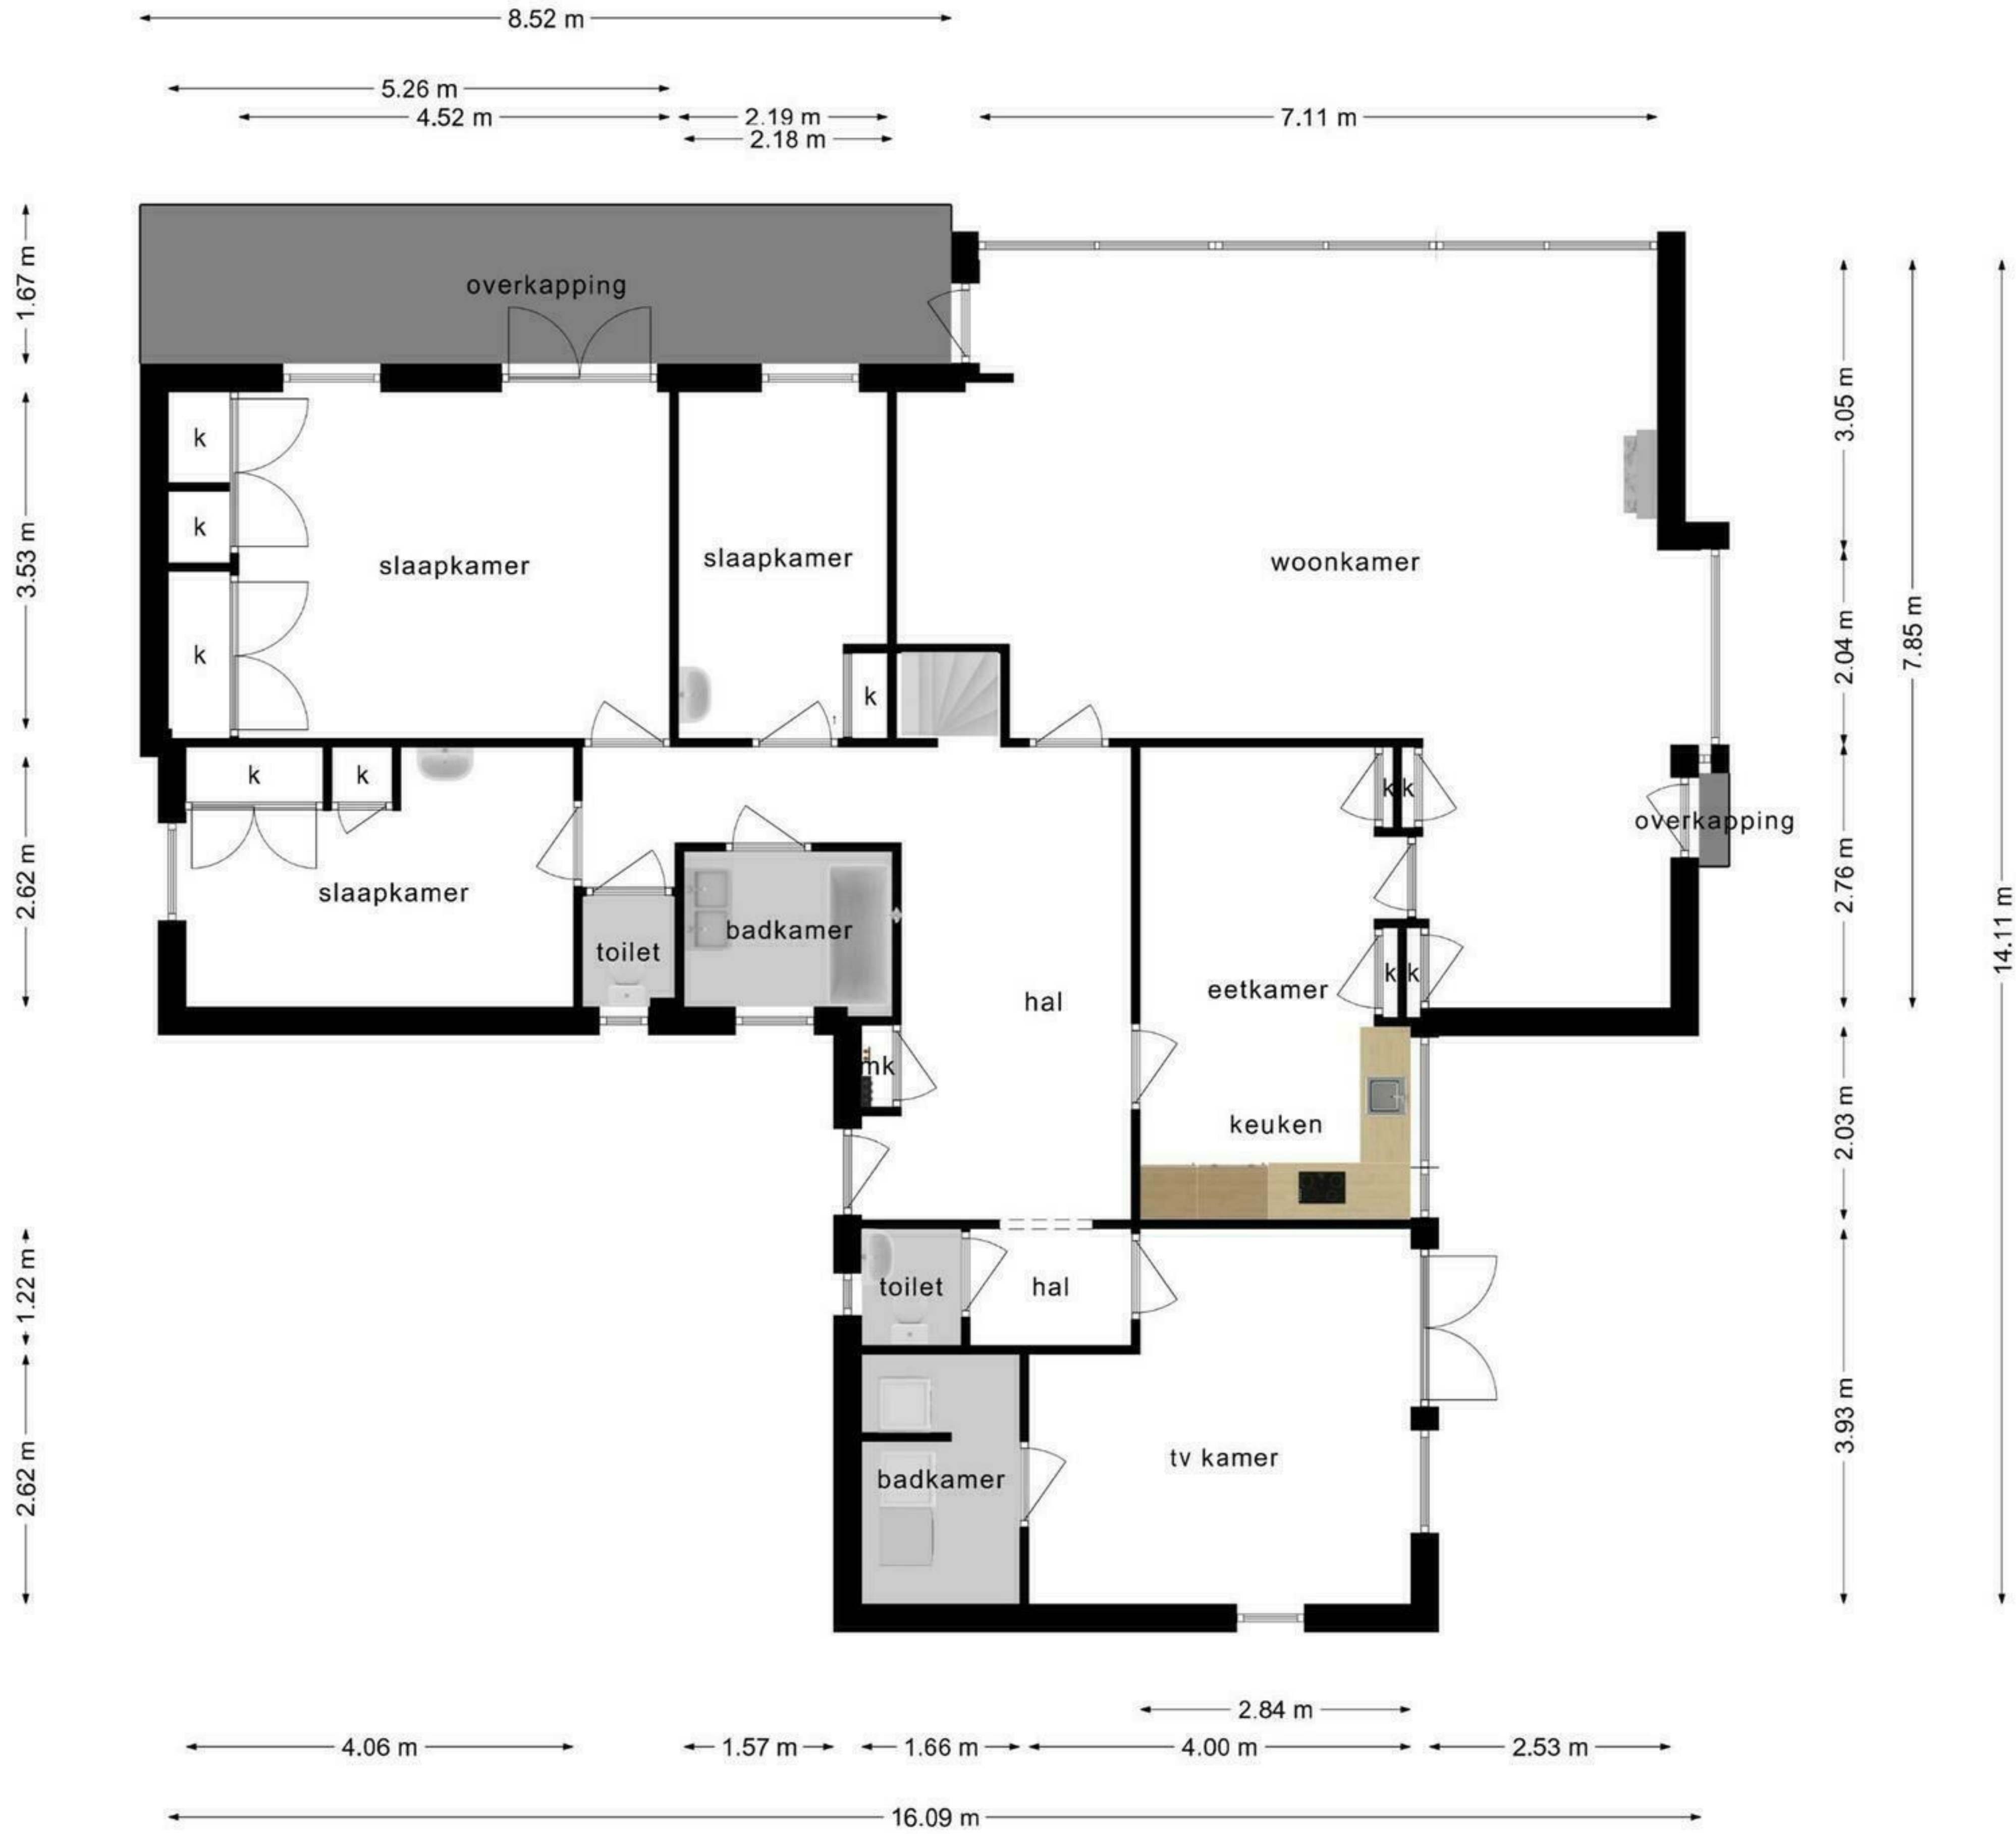 8.52 m
5.26 m
4.52 m
2.19 m
7.11 m
2.18 m
1.67 m
overkapping
3.05 m
k
k
3.53 m
slaapkamer
slaapkamer
woonkamer
k
k
2.04 m
7.85 m
k
k
k
k
overkapping
2.62 m
slaapkamer
toilet
badkamer
2.76 m
14.11 m
hal
eetkamer
k
k
mk
keuken
2.03 m
1.22 m
toilet
hal
3.93 m
2.62 m
badkamer
tv kamer
2.84 m
4.06 m
1.57 m
1.66 m
4.00 m
2.53 m
16.09 m